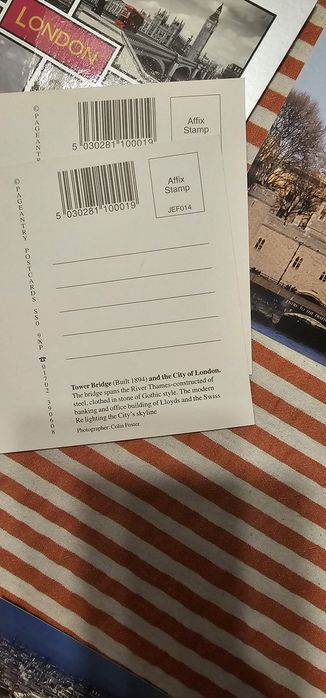 LONDON
© PAGEANTRY
5 030281 100019
Affix
Stamp
© PAGEANTRY POSTCARDS SS0 9XP ☎ 01702 390608
5 030281 100019
Affix
Stamp
JEF014
Tower Bridge (Built 1894) and the City of London.
The bridge spans the River Thames-constructed of
steel, clothed in stone of Gothic style. The modern
banking and office building of Lloyds and the Swiss
Re lighting the City's skyline
Photographer: Colin Foster.